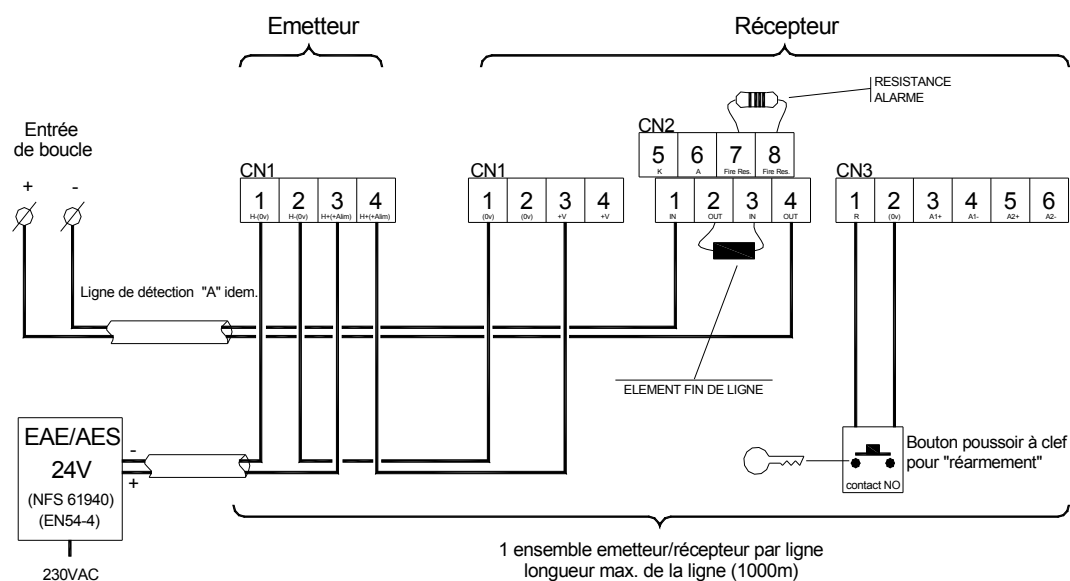 Emetteur
Récepteur
RESISTANCE
ALARME
Entrée
de boucle
+ -
CN1
1 2 3 4
H-(0v) H-(0v) H+(+Alim) H+(+Alim)
CN1
1 2 3 4
(0v) (0v) +V +V
CN2
5 6 7 8
K A Fire Res. Fire Res.
1 2 3 4
IN OUT IN OUT
CN3
1 2 3 4 5 6
R (0v) A1+ A1- A2+ A2-
Ligne de détection "A" idem.
ELEMENT FIN DE LIGNE
EAE/AES
24V
(NFS 61940)
(EN54-4)
-
+
230VAC
Bouton poussoir à clef
pour "réarmement"
contact NO
1 ensemble emetteur/récepteur par ligne
longueur max. de la ligne (1000m)